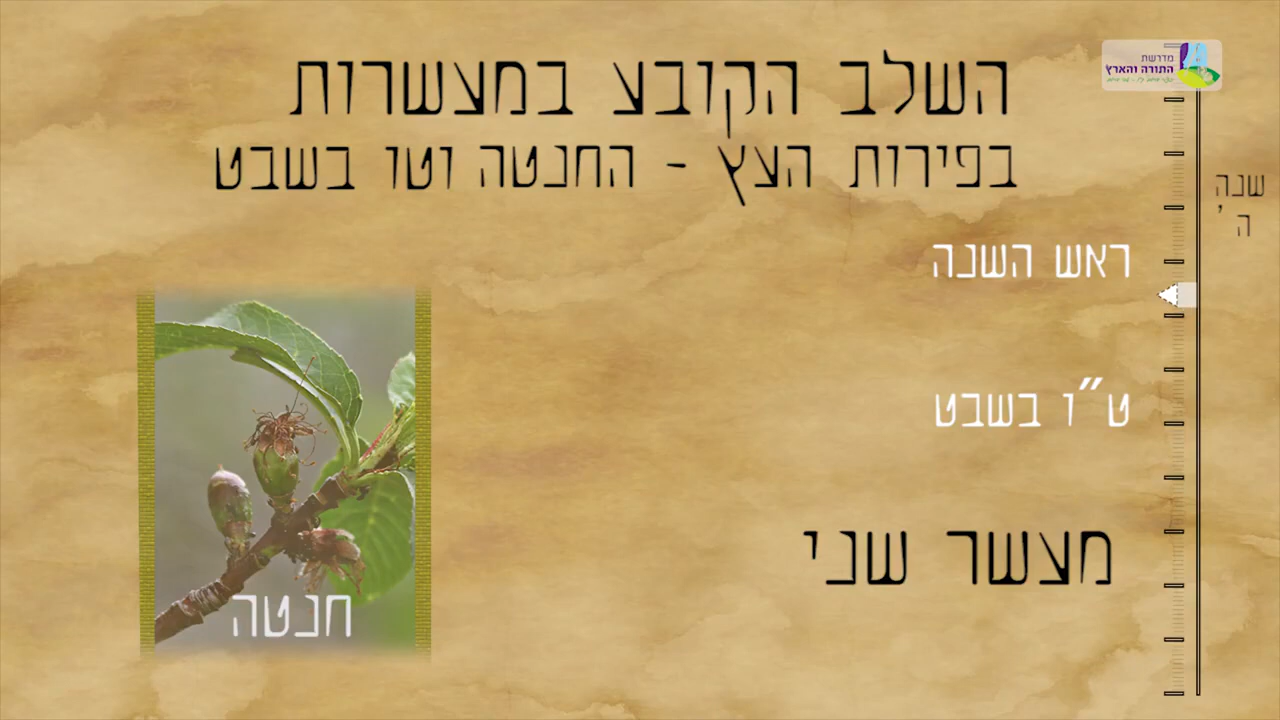 השלב הקובע במעשרות
בפירות העץ - החנטה וטו בשבט
מדרשת
התורה והארץ
שנה
ה'
ראש השנה
ט"ו בשבט
מעשר שני
חנטה